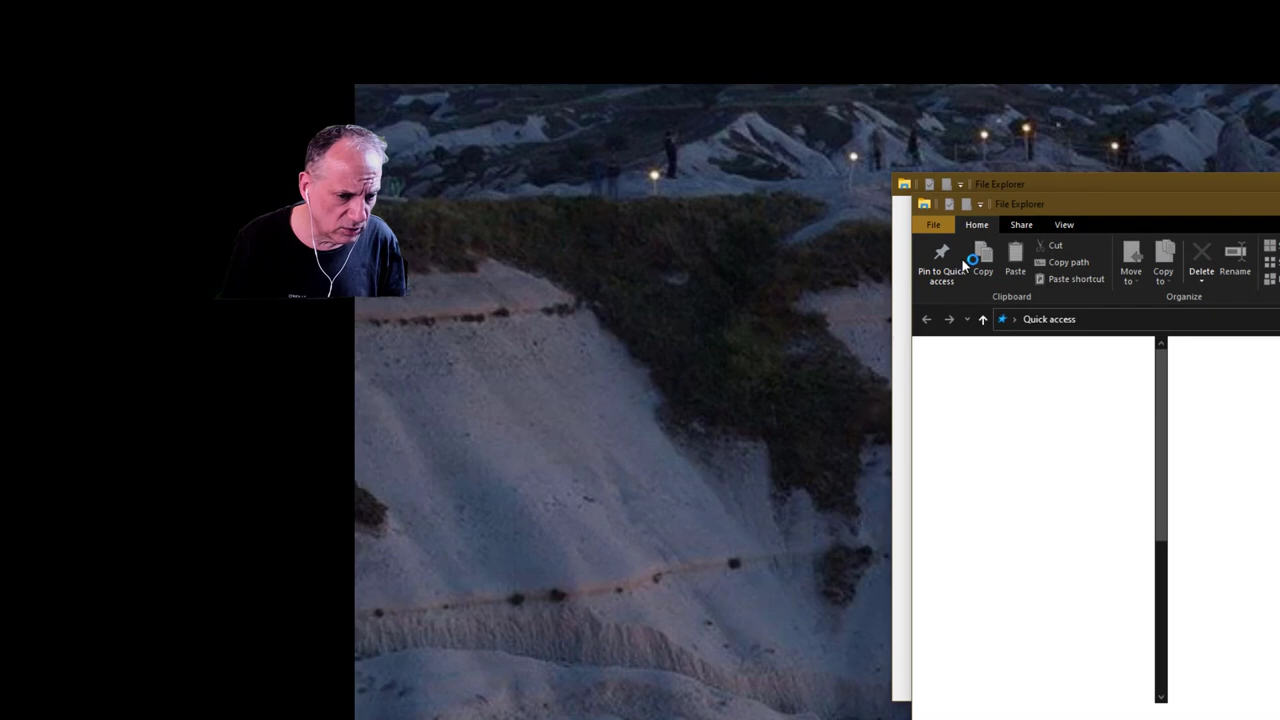 File Explorer
File Explorer
File Home Share View
Pin to Quick access
Copy
Paste
Cut
Copy path
Paste shortcut
Move to
Copy to
Delete
Rename
Clipboard
Organize
Quick access